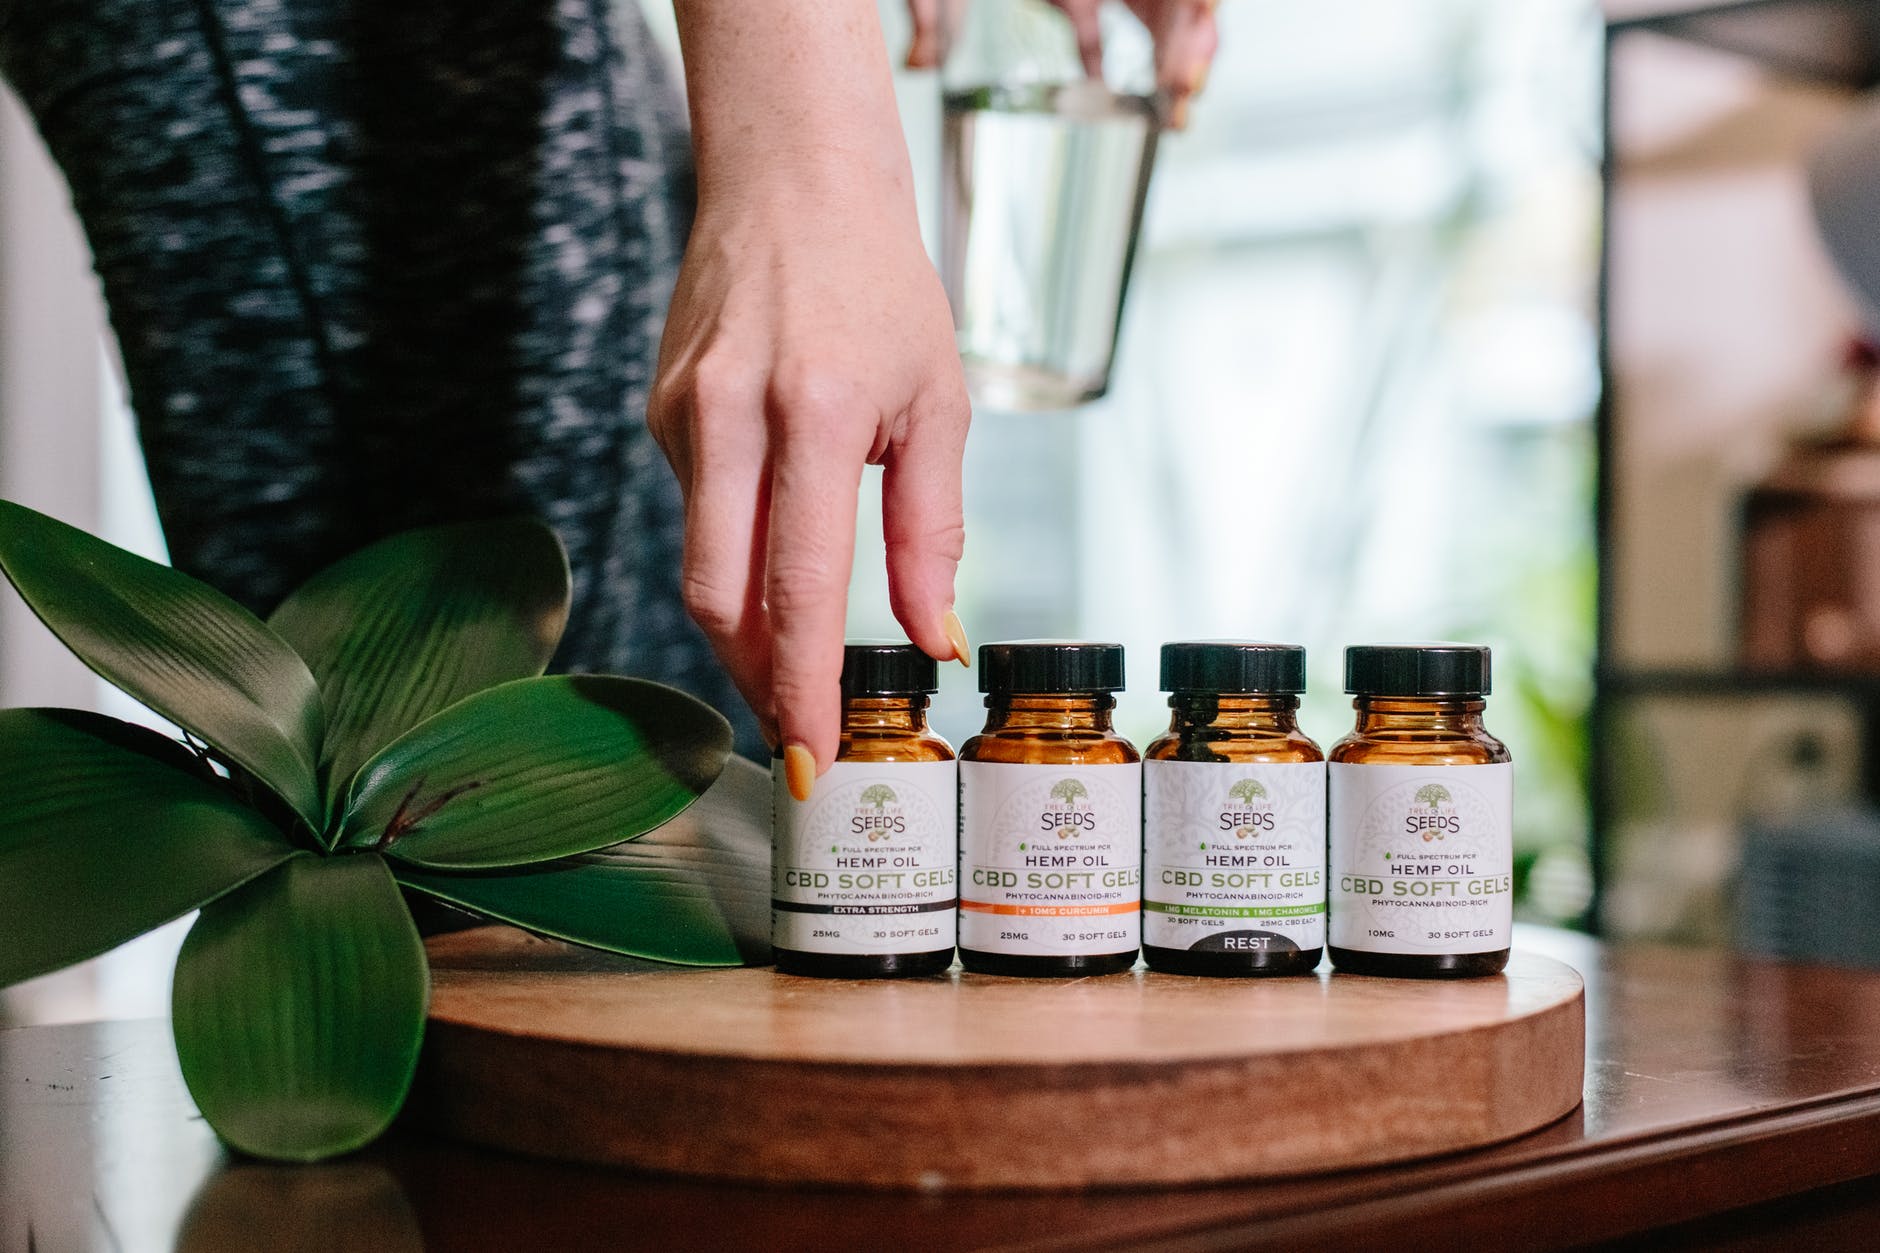 TREE OF LIFE
SEEDS
FULL SPECTRUM PCR
HEMP OIL
CBD SOFT GELS
PHYTOCANNABINOID-RICH
EXTRA STRENGTH
25MG 30 SOFT GELS
TREE OF LIFE
SEEDS
FULL SPECTRUM PCR
HEMP OIL
CBD SOFT GELS
PHYTOCANNABINOID-RICH
+ 10MG CURCUMIN
25MG 30 SOFT GELS
TREE OF LIFE
SEEDS
FULL SPECTRUM PCR
HEMP OIL
CBD SOFT GELS
PHYTOCANNABINOID-RICH
1MG MELATONIN & 1MG CHAMOMILE
30 SOFT GELS 25MG CBD EACH
REST
TREE OF LIFE
SEEDS
FULL SPECTRUM PCR
HEMP OIL
CBD SOFT GELS
PHYTOCANNABINOID-RICH
10MG 30 SOFT GELS